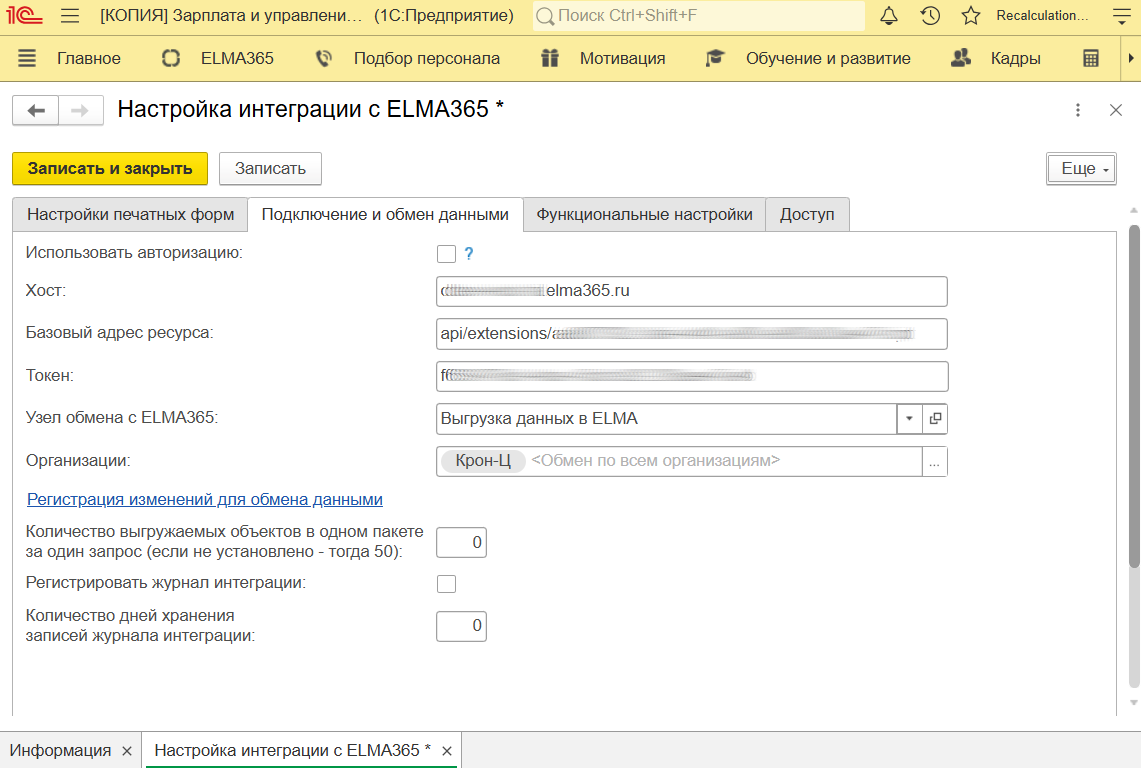 1С [КОПИЯ] Зарплата и управлени... (1С:Предприятие) Поиск Ctrl+Shift+F Recalculation...
Главное ELMA365 Подбор персонала Мотивация Обучение и развитие Кадры
Настройка интеграции с ELMA365 *
Записать и закрыть Записать Еще
Настройки печатных форм Подключение и обмен данными Функциональные настройки Доступ
Использовать авторизацию: ?
Хост: .elma365.ru
Базовый адрес ресурса: api/extensions/
Токен:
Узел обмена с ELMA365: Выгрузка данных в ELMA
Организации: Крон-Ц <Обмен по всем организациям> ...
Регистрация изменений для обмена данными
Количество выгружаемых объектов в одном пакете
за один запрос (если не установлено - тогда 50): 0
Регистрировать журнал интеграции:
Количество дней хранения
записей журнала интеграции: 0
Информация × Настройка интеграции с ELMA365 * ×